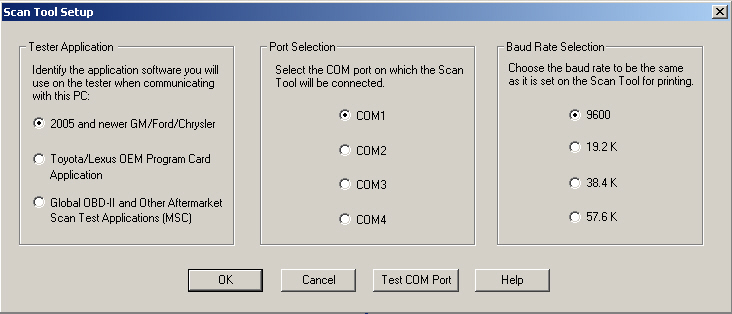 Scan Tool Setup
Tester Application
Identify the application software you will
use on the tester when communicating
with this PC:
2005 and newer GM/Ford/Chrysler
Toyota/Lexus OEM Program Card
Application
Global OBD-II and Other Aftermarket
Scan Test Applications (MSC)
Port Selection
Select the COM port on which the Scan
Tool will be connected.
COM1
COM2
COM3
COM4
Baud Rate Selection
Choose the baud rate to be the same
as it is set on the Scan Tool for printing.
9600
19.2 K
38.4 K
57.6 K
OK
Cancel
Test COM Port
Help